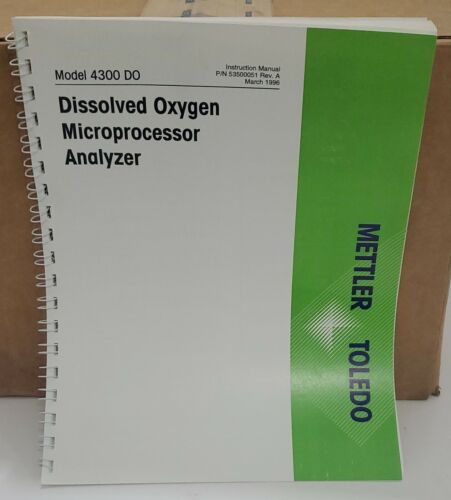 Model 4300 DO
Instruction Manual
P/N 53500051 Rev. A
March 1996
Dissolved Oxygen
Microprocessor
Analyzer
METTLER TOLEDO